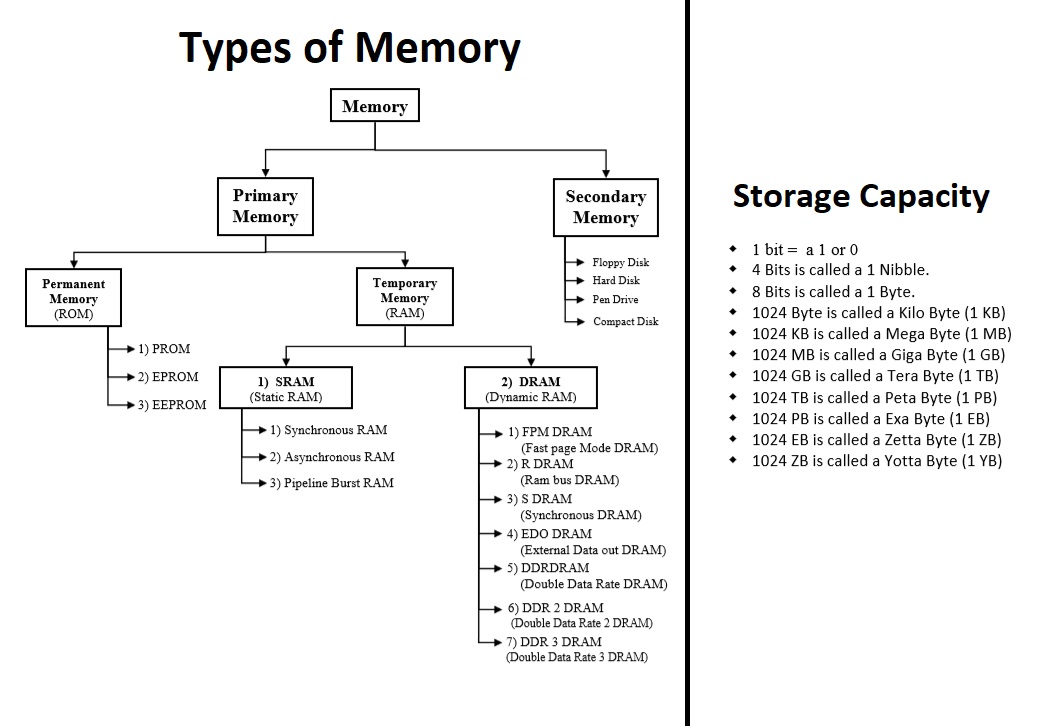 Types of Memory
Memory
Primary
Memory
Secondary
Memory
Floppy Disk
Hard Disk
Pen Drive
Compact Disk
Permanent
Memory
(ROM)
1) PROM
2) EPROM
3) EEPROM
Temporary
Memory
(RAM)
1) SRAM
(Static RAM)
1) Synchronous RAM
2) Asynchronous RAM
3) Pipeline Burst RAM
2) DRAM
(Dynamic RAM)
1) FPM DRAM
(Fast page Mode DRAM)
2) R DRAM
(Ram bus DRAM)
3) S DRAM
(Synchronous DRAM)
4) EDO DRAM
(External Data out DRAM)
5) DDRDRAM
(Double Data Rate DRAM)
6) DDR 2 DRAM
(Double Data Rate 2 DRAM)
7) DDR 3 DRAM
(Double Data Rate 3 DRAM)
Storage Capacity
1 bit = a 1 or 0
4 Bits is called a 1 Nibble.
8 Bits is called a 1 Byte.
1024 Byte is called a Kilo Byte (1 KB)
1024 KB is called a Mega Byte (1 MB)
1024 MB is called a Giga Byte (1 GB)
1024 GB is called a Tera Byte (1 TB)
1024 TB is called a Peta Byte (1 PB)
1024 PB is called a Exa Byte (1 EB)
1024 EB is called a Zetta Byte (1 ZB)
1024 ZB is called a Yotta Byte (1 YB)